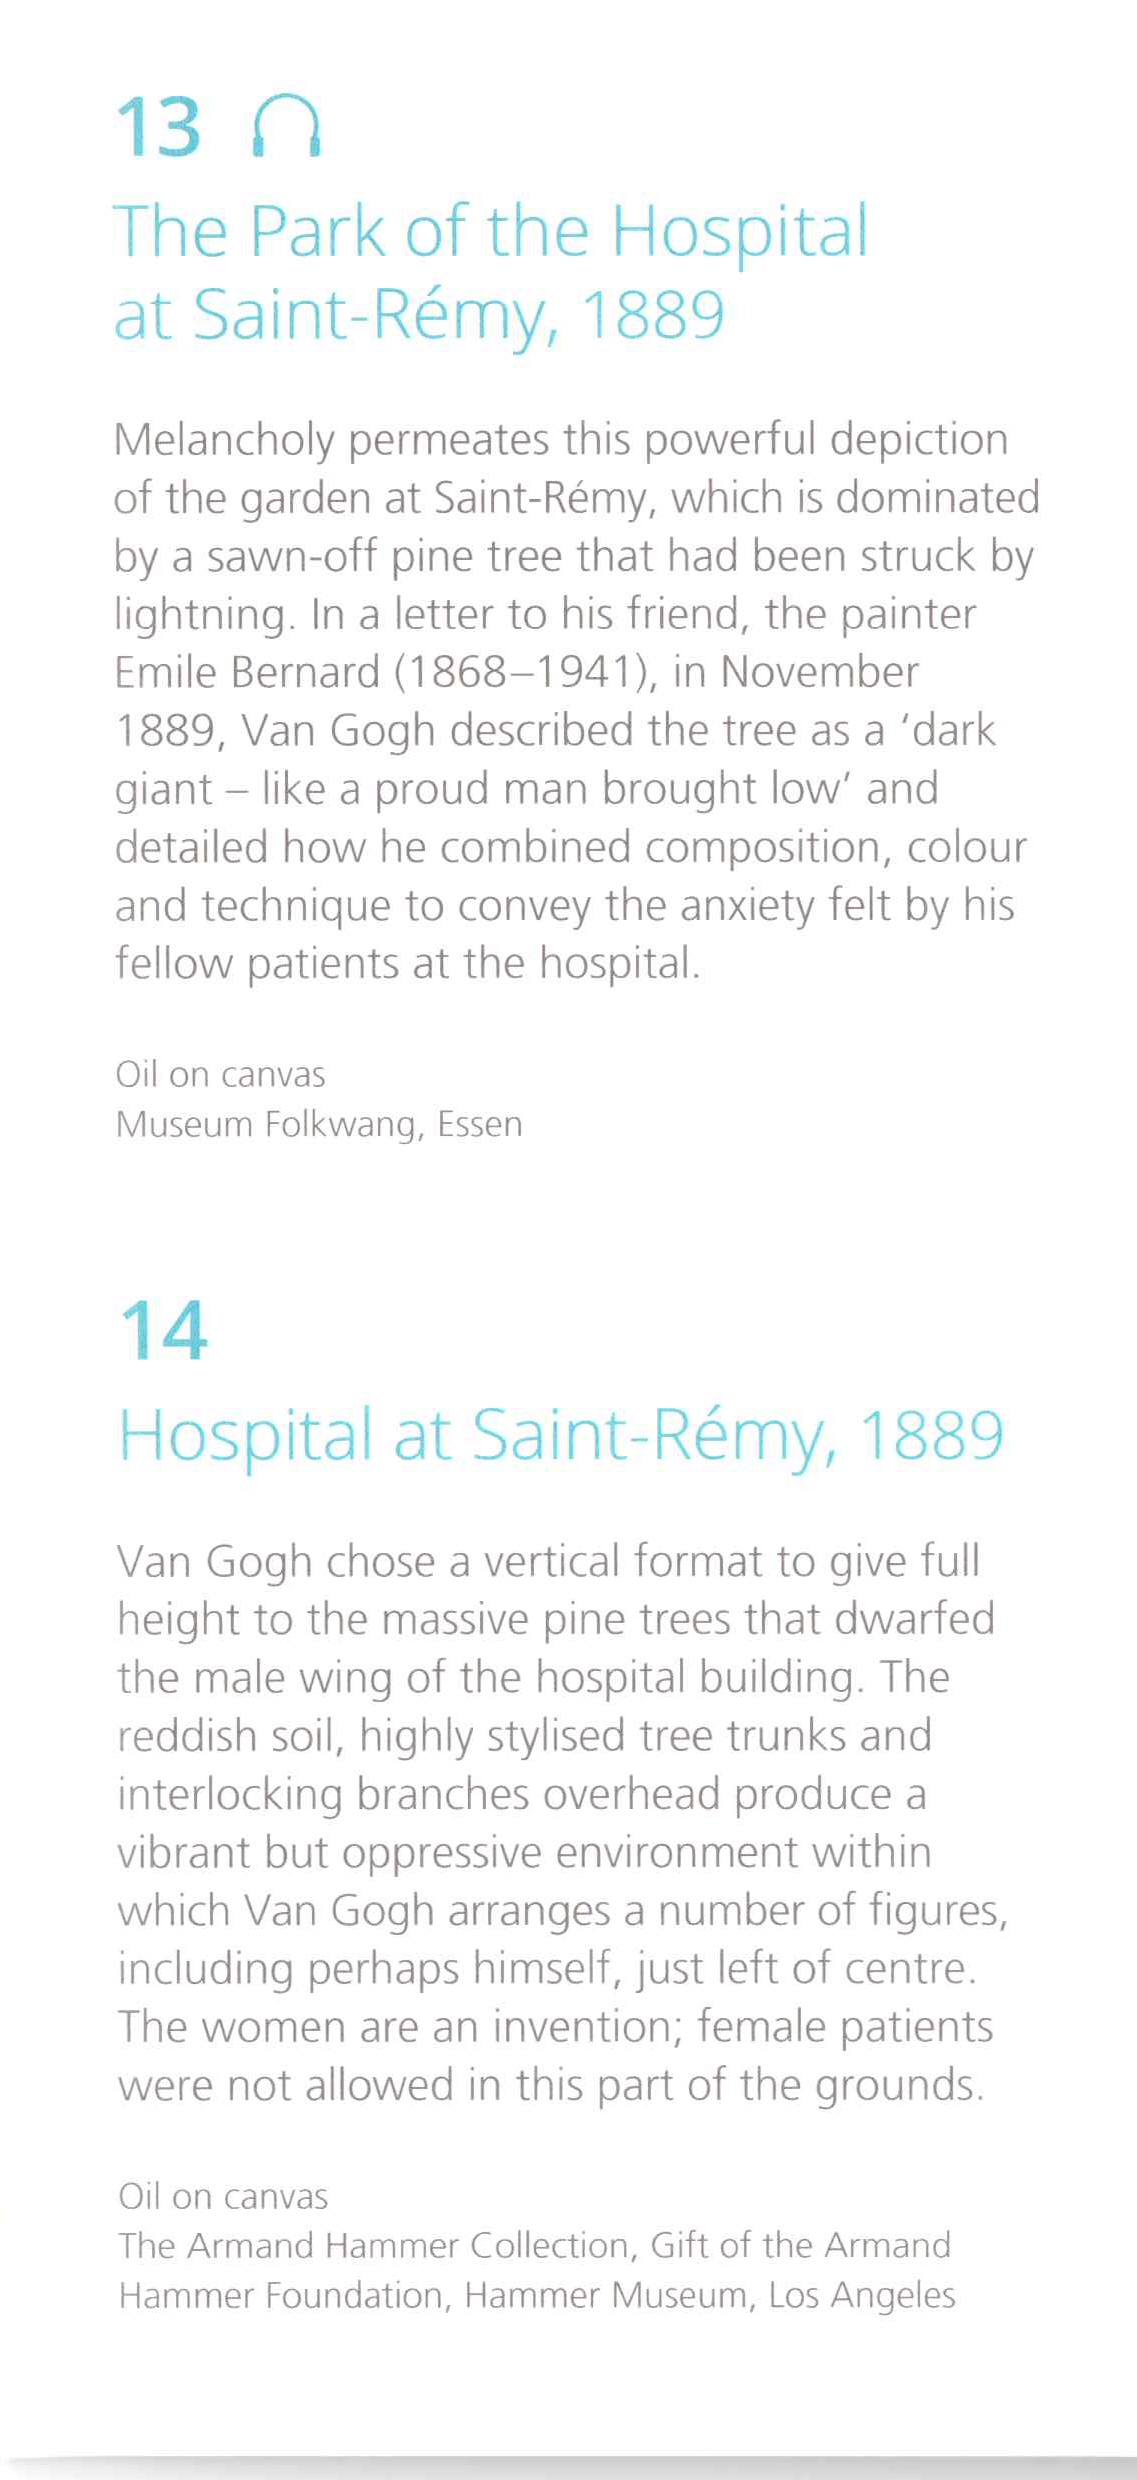 13
The Park of the Hospital
at Saint-Rémy, 1889
Melancholy permeates this powerful depiction
of the garden at Saint-Rémy, which is dominated
by a sawn-off pine tree that had been struck by
lightning. In a letter to his friend, the painter
Emile Bernard (1868–1941), in November
1889, Van Gogh described the tree as a ‘dark
giant – like a proud man brought low’ and
detailed how he combined composition, colour
and technique to convey the anxiety felt by his
fellow patients at the hospital.
Oil on canvas
Museum Folkwang, Essen
14
Hospital at Saint-Rémy, 1889
Van Gogh chose a vertical format to give full
height to the massive pine trees that dwarfed
the male wing of the hospital building. The
reddish soil, highly stylised tree trunks and
interlocking branches overhead produce a
vibrant but oppressive environment within
which Van Gogh arranges a number of figures,
including perhaps himself, just left of centre.
The women are an invention; female patients
were not allowed in this part of the grounds.
Oil on canvas
The Armand Hammer Collection, Gift of the Armand
Hammer Foundation, Hammer Museum, Los Angeles